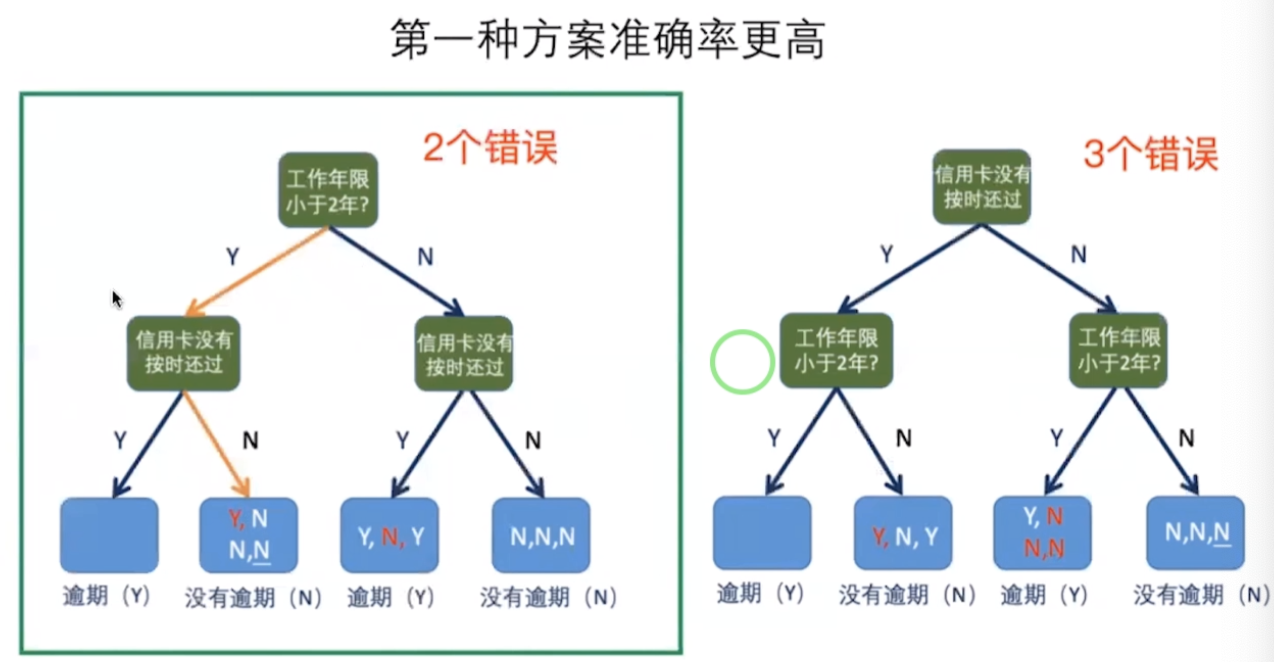 第一种方案准确率更高
2个错误
工作年限
小于2年?
Y
N
信用卡没有
按时还过
信用卡没有
按时还过
Y
N
Y
N
Y, N
N,N
Y, N, Y
N,N,N
逾期（Y）
没有逾期（N）
逾期（Y）
没有逾期（N）
3个错误
信用卡没有
按时还过
Y
N
工作年限
小于2年?
工作年限
小于2年?
Y
N
Y
N
Y, N, Y
Y, N
N,N
N,N,N
逾期（Y）
没有逾期（N）
逾期（Y）
没有逾期（N）